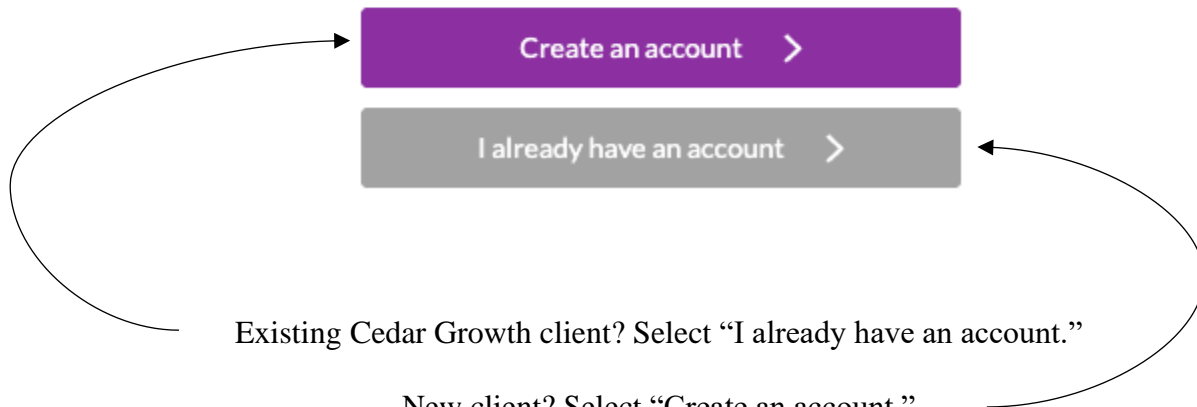 Create an account
I already have an account
Existing Cedar Growth client? Select “I already have an account.”
New client? Select “Create an account.”